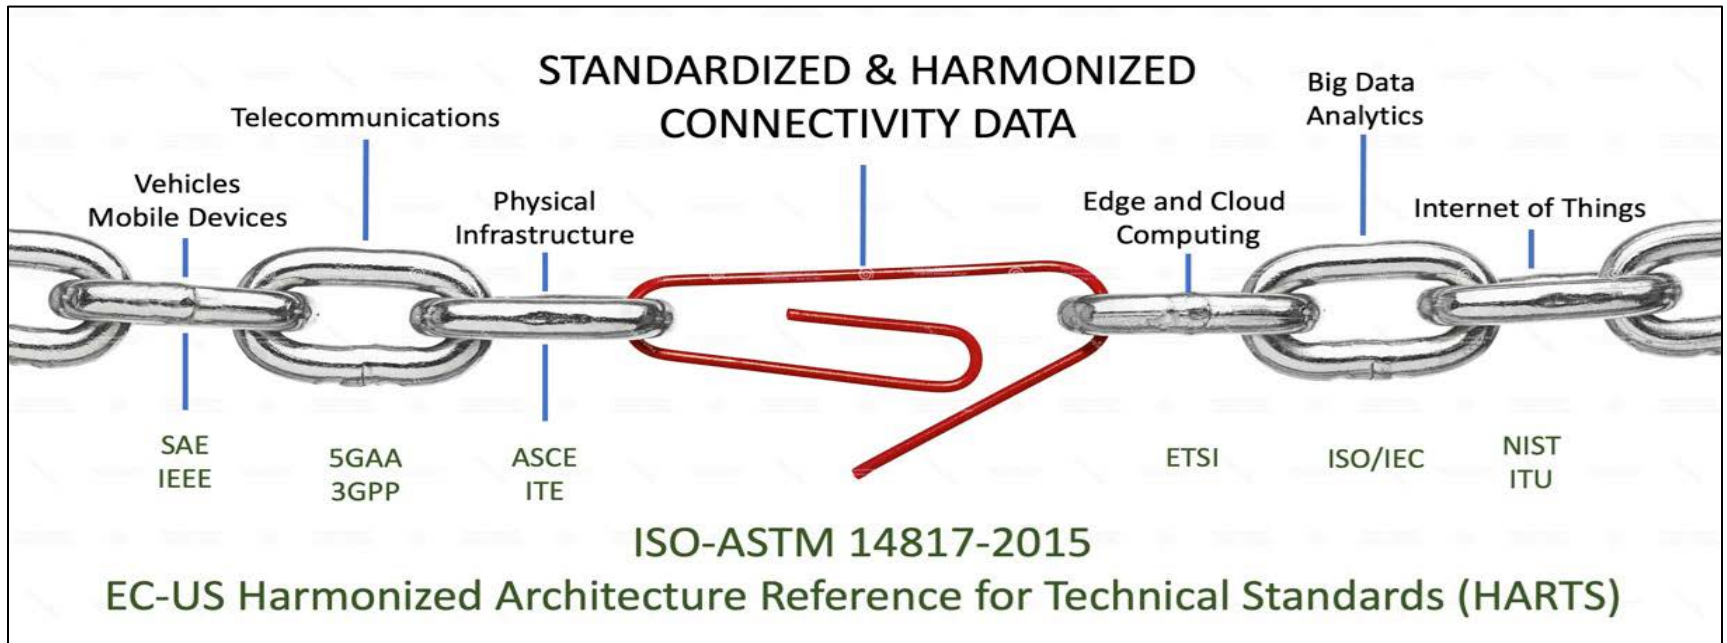 STANDARDIZED & HARMONIZED
CONNECTIVITY DATA
Big Data
Analytics
Telecommunications
Vehicles
Mobile Devices
Physical
Infrastructure
Edge and Cloud
Computing
Internet of Things
SAE
IEEE
5GAA
3GPP
ASCE
ITE
ETSI
ISO/IEC
NIST
ITU
ISO-ASTM 14817-2015
EC-US Harmonized Architecture Reference for Technical Standards (HARTS)